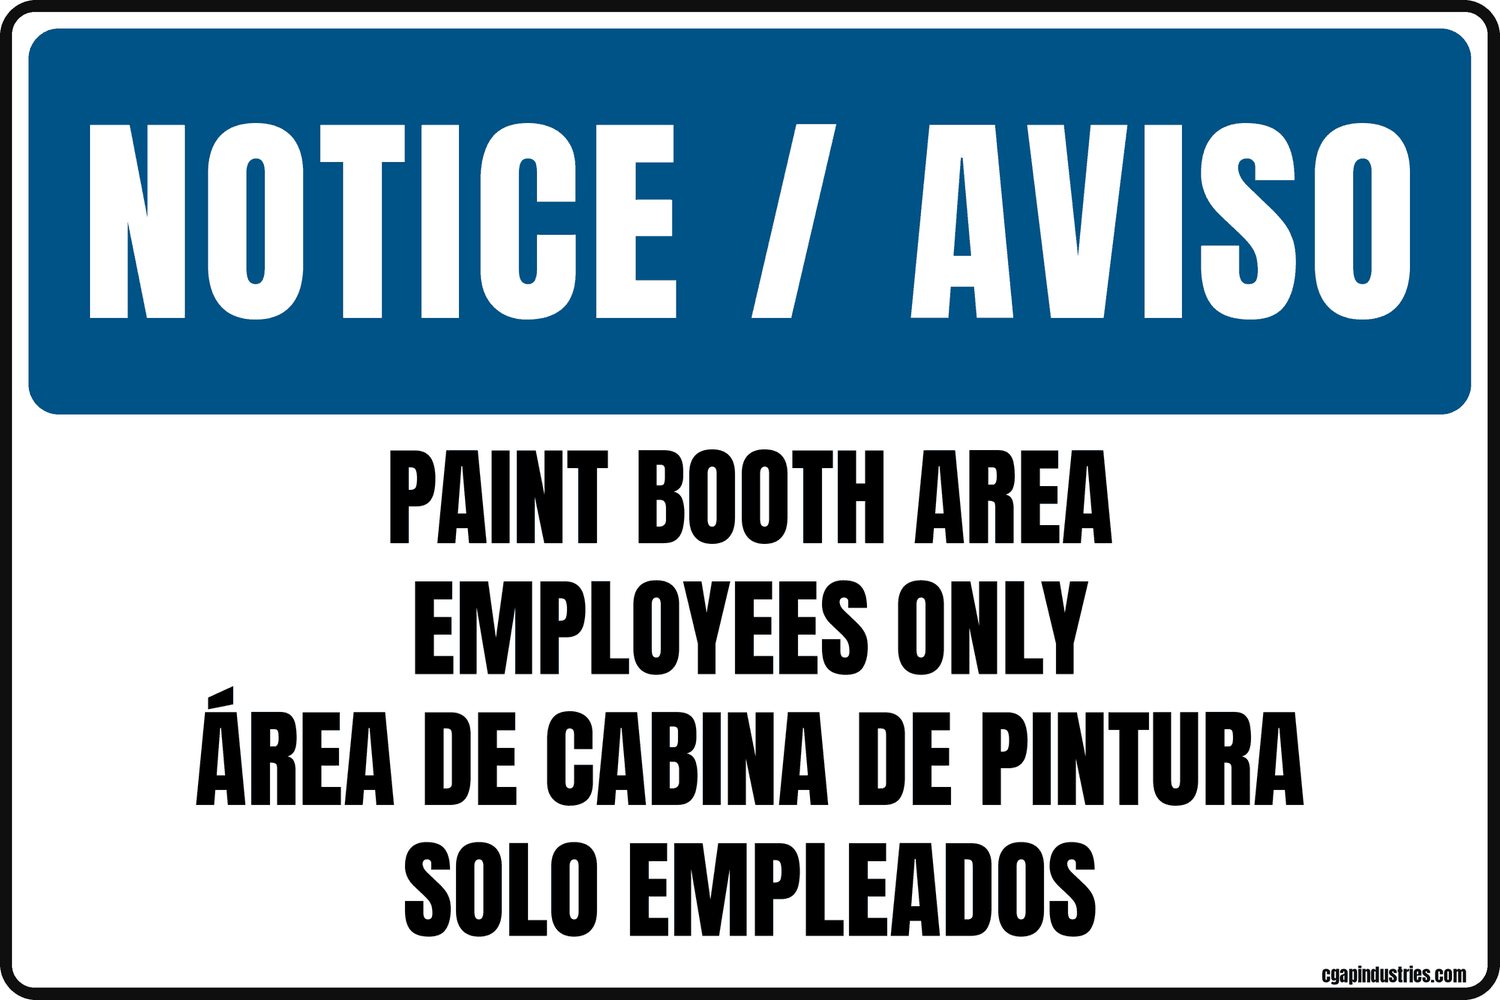 NOTICE / AVISO
PAINT BOOTH AREA
EMPLOYEES ONLY
ÁREA DE CABINA DE PINTURA
SOLO EMPLEADOS
cgapindustries.com